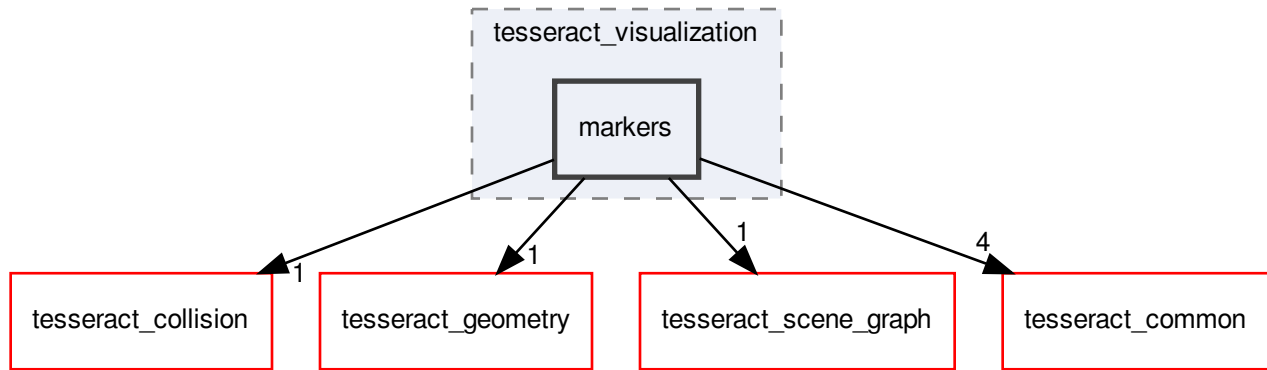 tesseract_visualization
markers
1
1
1
4
tesseract_collision
tesseract_geometry
tesseract_scene_graph
tesseract_common